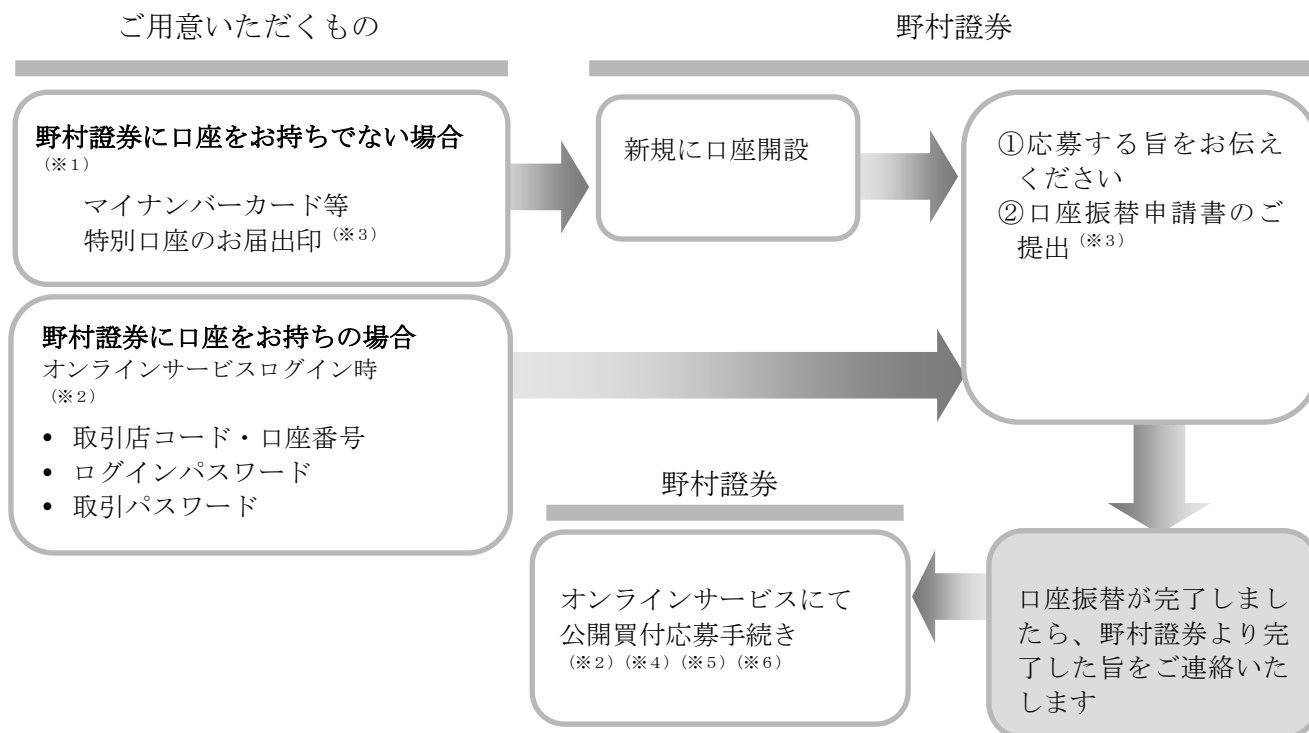 ご用意いただくもの
野村證券
野村證券に口座をお持ちでない場合
(※1)
マイナンバーカード等
特別口座のお届出印(※3)
新規に口座開設
①応募する旨をお伝え
ください
②口座振替申請書のご
提出(※3)
野村證券に口座をお持ちの場合
オンラインサービスログイン時
(※2)
• 取引店コード・口座番号
• ログインパスワード
• 取引パスワード
野村證券
オンラインサービスにて
公開買付応募手続き
(※2)(※4)(※5)(※6)
口座振替が完了しまし
たら、野村證券より完
了した旨をご連絡いた
します